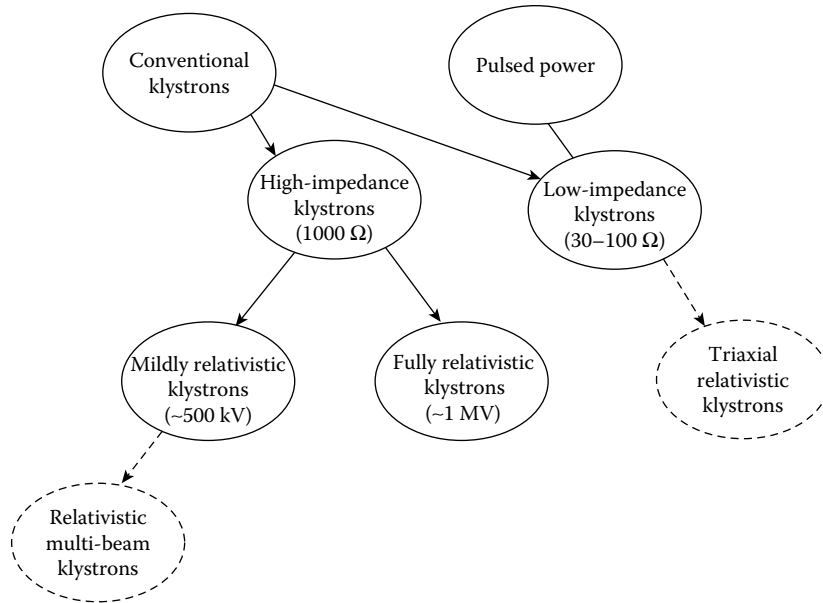 Conventional
klystrons
Pulsed power
High-impedance
klystrons
(1000 Ω)
Low-impedance
klystrons
(30–100 Ω)
Mildly relativistic
klystrons
(~500 kV)
Fully relativistic
klystrons
(~1 MV)
Triaxial
relativistic
klystrons
Relativistic
multi-beam
klystrons